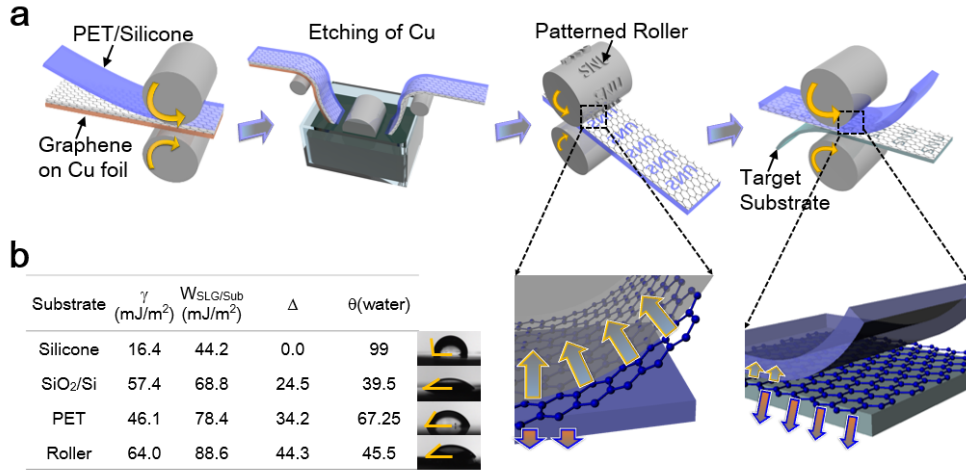 a
PET/Silicone
Etching of Cu
Patterned Roller
Graphene
on Cu foil
Target
Substrate
b
Substrate γ (mJ/m²) W_SLG/Sub (mJ/m²) Δ θ(water)
Silicone 16.4 44.2 0.0 99
SiO₂/Si 57.4 68.8 24.5 39.5
PET 46.1 78.4 34.2 67.25
Roller 64.0 88.6 44.3 45.5